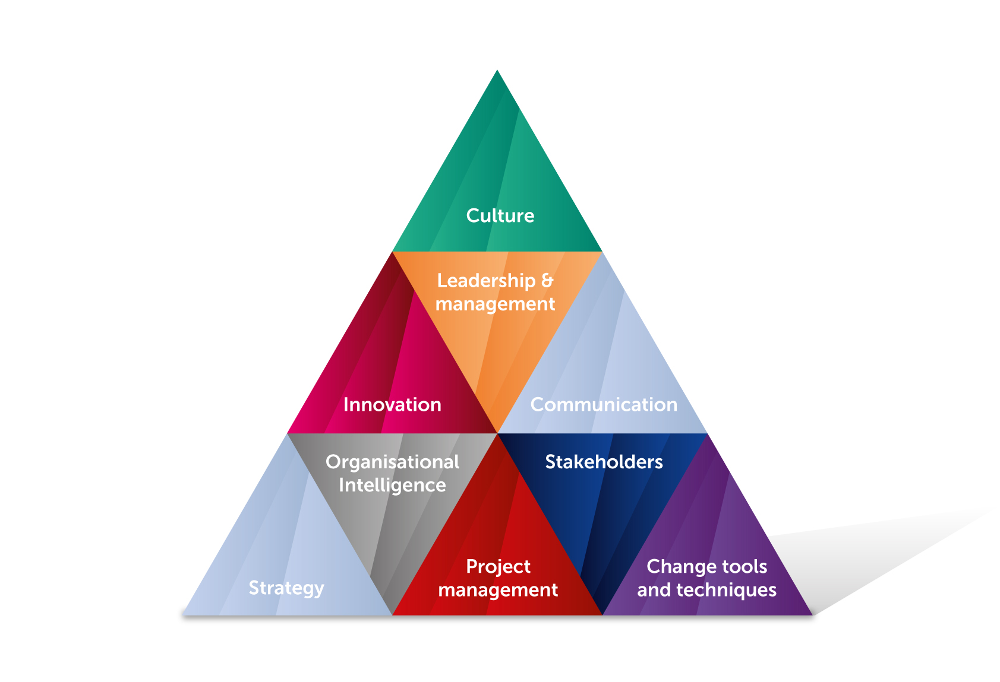 Culture
Leadership &
management
Innovation
Communication
Organisational
Intelligence
Stakeholders
Strategy
Project
management
Change tools
and techniques